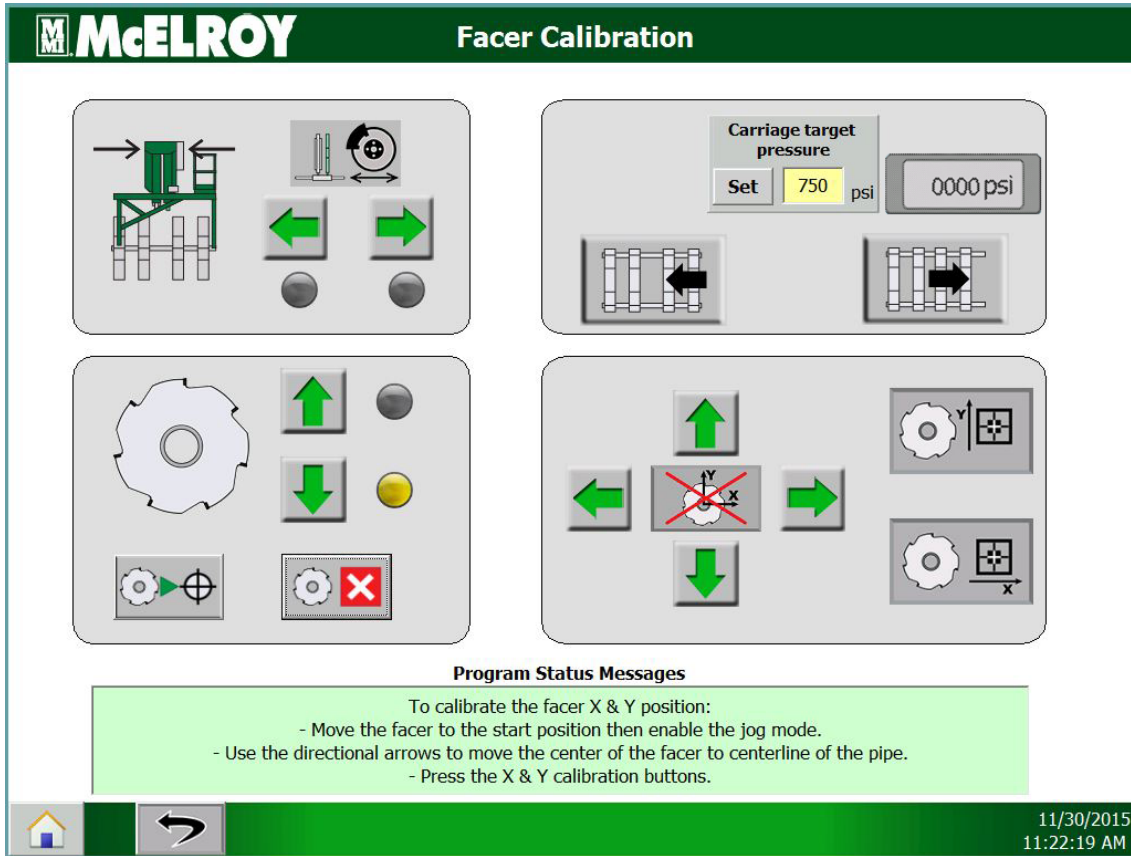 MMI McELROY
Facer Calibration
Carriage target
pressure
Set 750 psi
0000 psi
Y
Y
X
X
Program Status Messages
To calibrate the facer X & Y position:
- Move the facer to the start position then enable the jog mode.
- Use the directional arrows to move the center of the facer to centerline of the pipe.
- Press the X & Y calibration buttons.
11/30/2015
11:22:19 AM